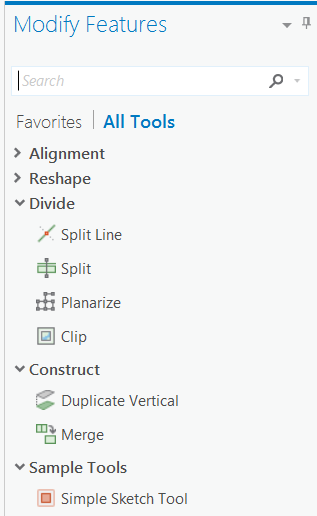 Modify Features
Search
Favorites All Tools
Alignment
Reshape
Divide
Split Line
Split
Planarize
Clip
Construct
Duplicate Vertical
Merge
Sample Tools
Simple Sketch Tool